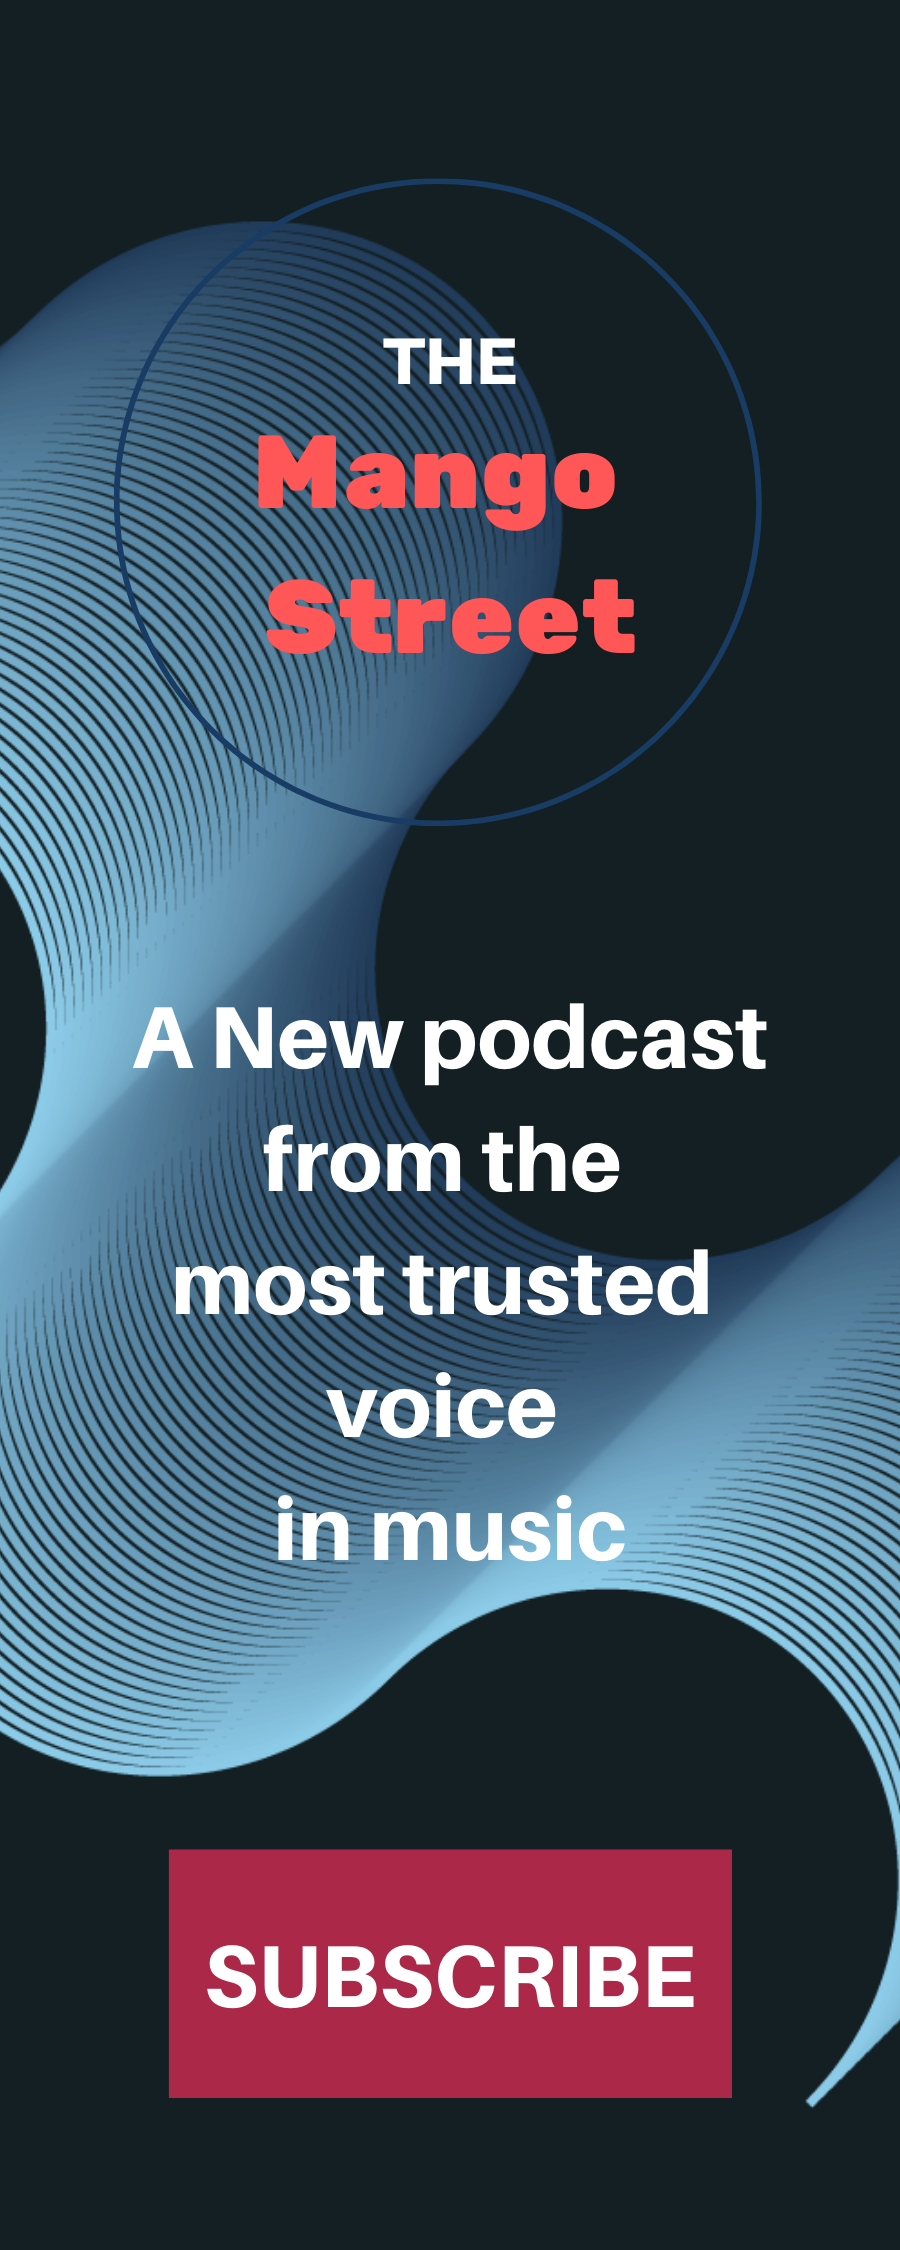 THE
Mango
Street
A New podcast
from the
most trusted
voice
in music
SUBSCRIBE